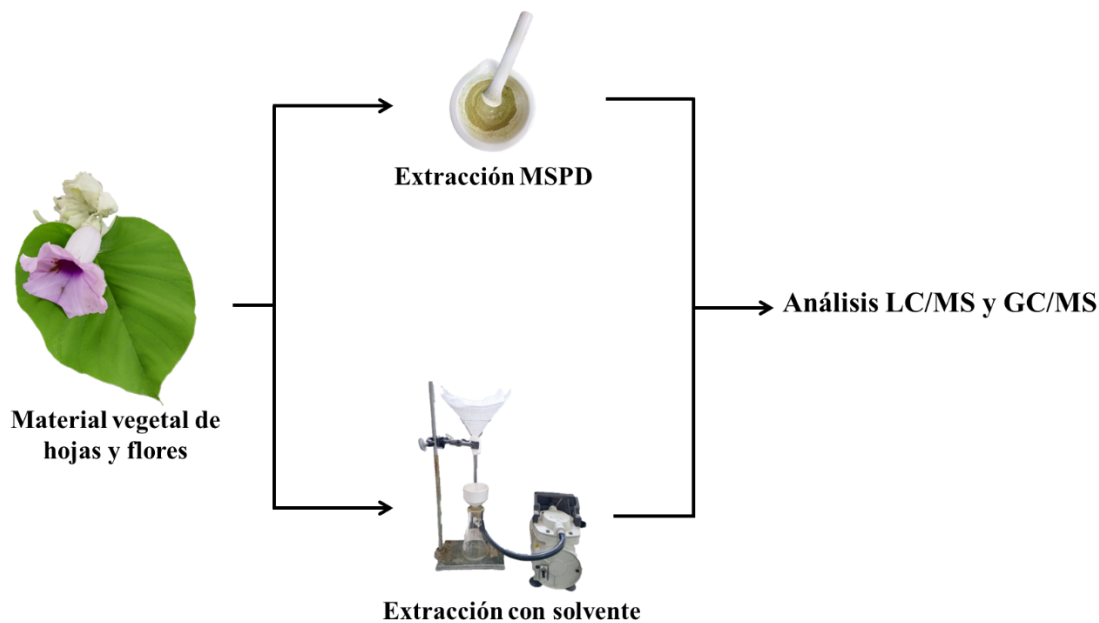 Extracción MSPD
Análisis LC/MS y GC/MS
Material vegetal de
hojas y flores
Extracción con solvente